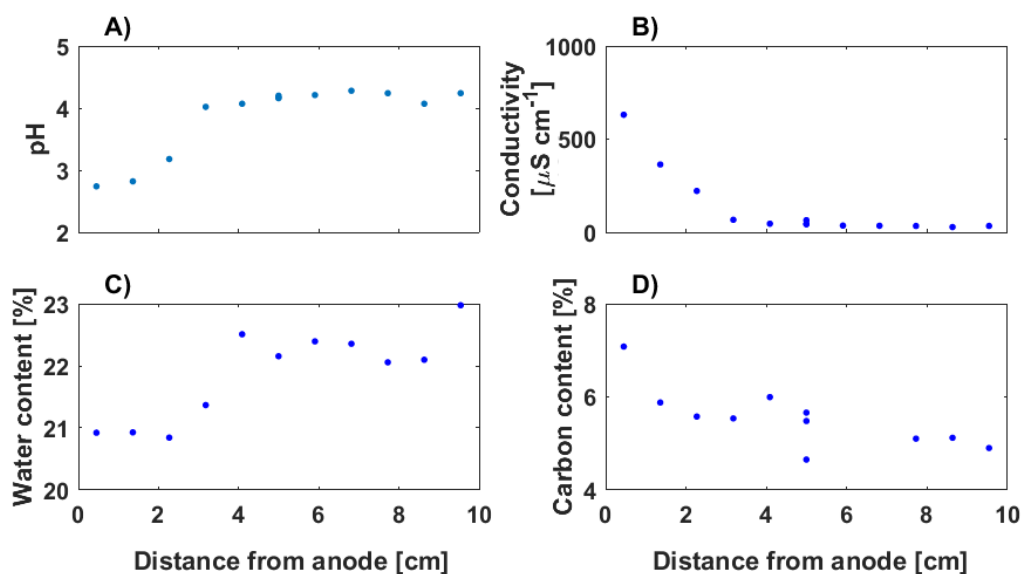 A)
5
4
3
2
pH
B)
1000
500
0
Conductivity
[μS cm⁻¹]
C)
23
22
21
20
Water content [%]
0 2 4 6 8 10
Distance from anode [cm]
D)
8
6
4
Carbon content [%]
0 2 4 6 8 10
Distance from anode [cm]